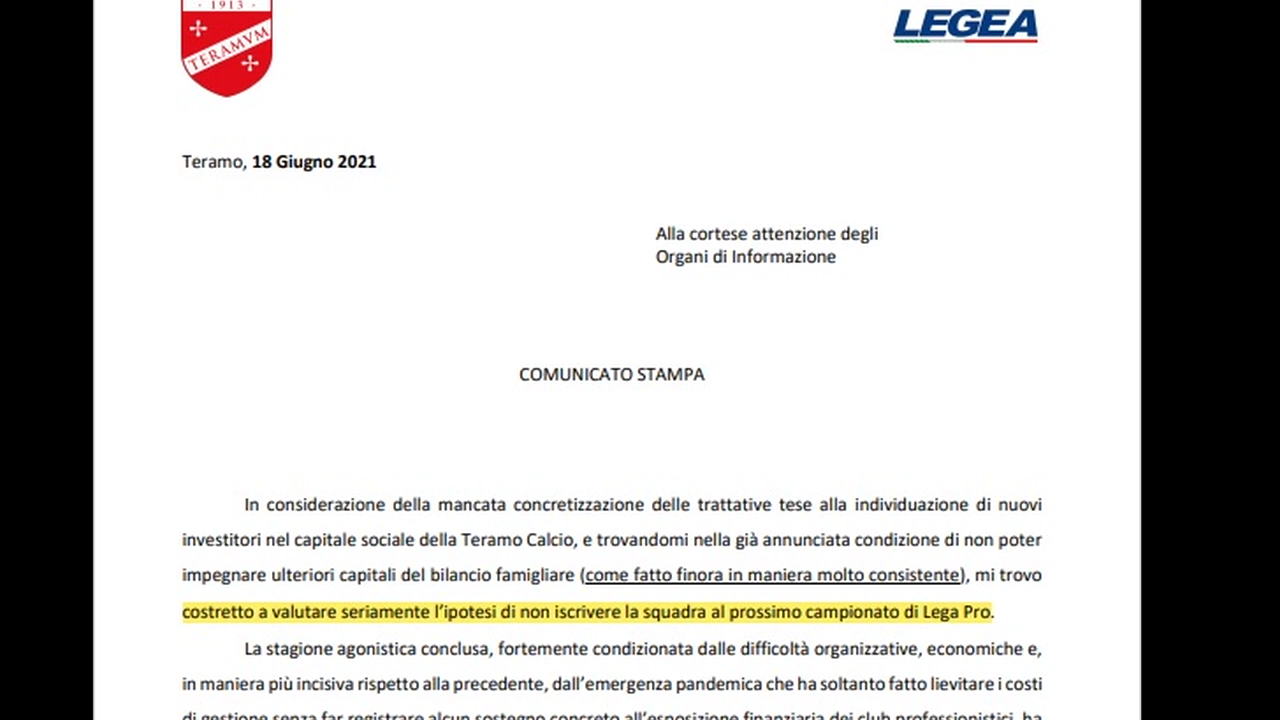 · 1913 ·
TERAMVM
LEGEA
Teramo, 18 Giugno 2021
Alla cortese attenzione degli
Organi di Informazione
COMUNICATO STAMPA
In considerazione della mancata concretizzazione delle trattative tese alla individuazione di nuovi
investitori nel capitale sociale della Teramo Calcio, e trovandomi nella già annunciata condizione di non poter
impegnare ulteriori capitali del bilancio famigliare (come fatto finora in maniera molto consistente), mi trovo
costretto a valutare seriamente l’ipotesi di non iscrivere la squadra al prossimo campionato di Lega Pro.
La stagione agonistica conclusa, fortemente condizionata dalle difficoltà organizzative, economiche e,
in maniera più incisiva rispetto alla precedente, dall’emergenza pandemica che ha soltanto fatto lievitare i costi
di gestione senza far registrare alcun sostegno concreto all’esposizione finanziaria dei club professionistici, ha